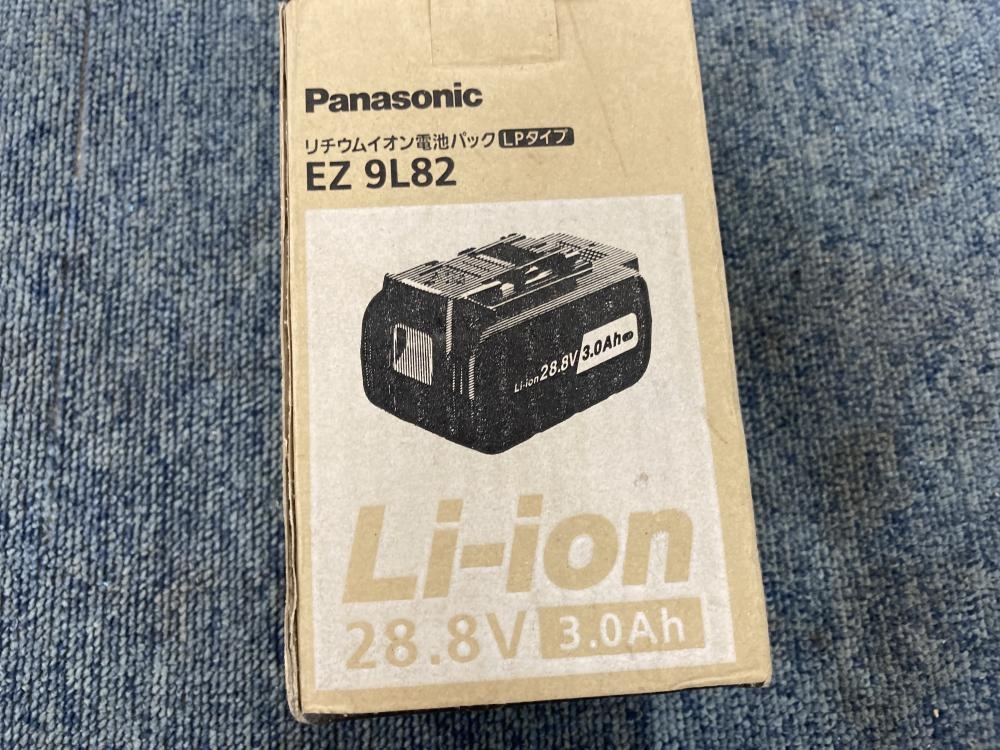 Panasonic
リチウムイオン電池パック LPタイプ
EZ 9L82
Li-ion 28.8V 3.0Ah
Li-ion
28.8V 3.0Ah